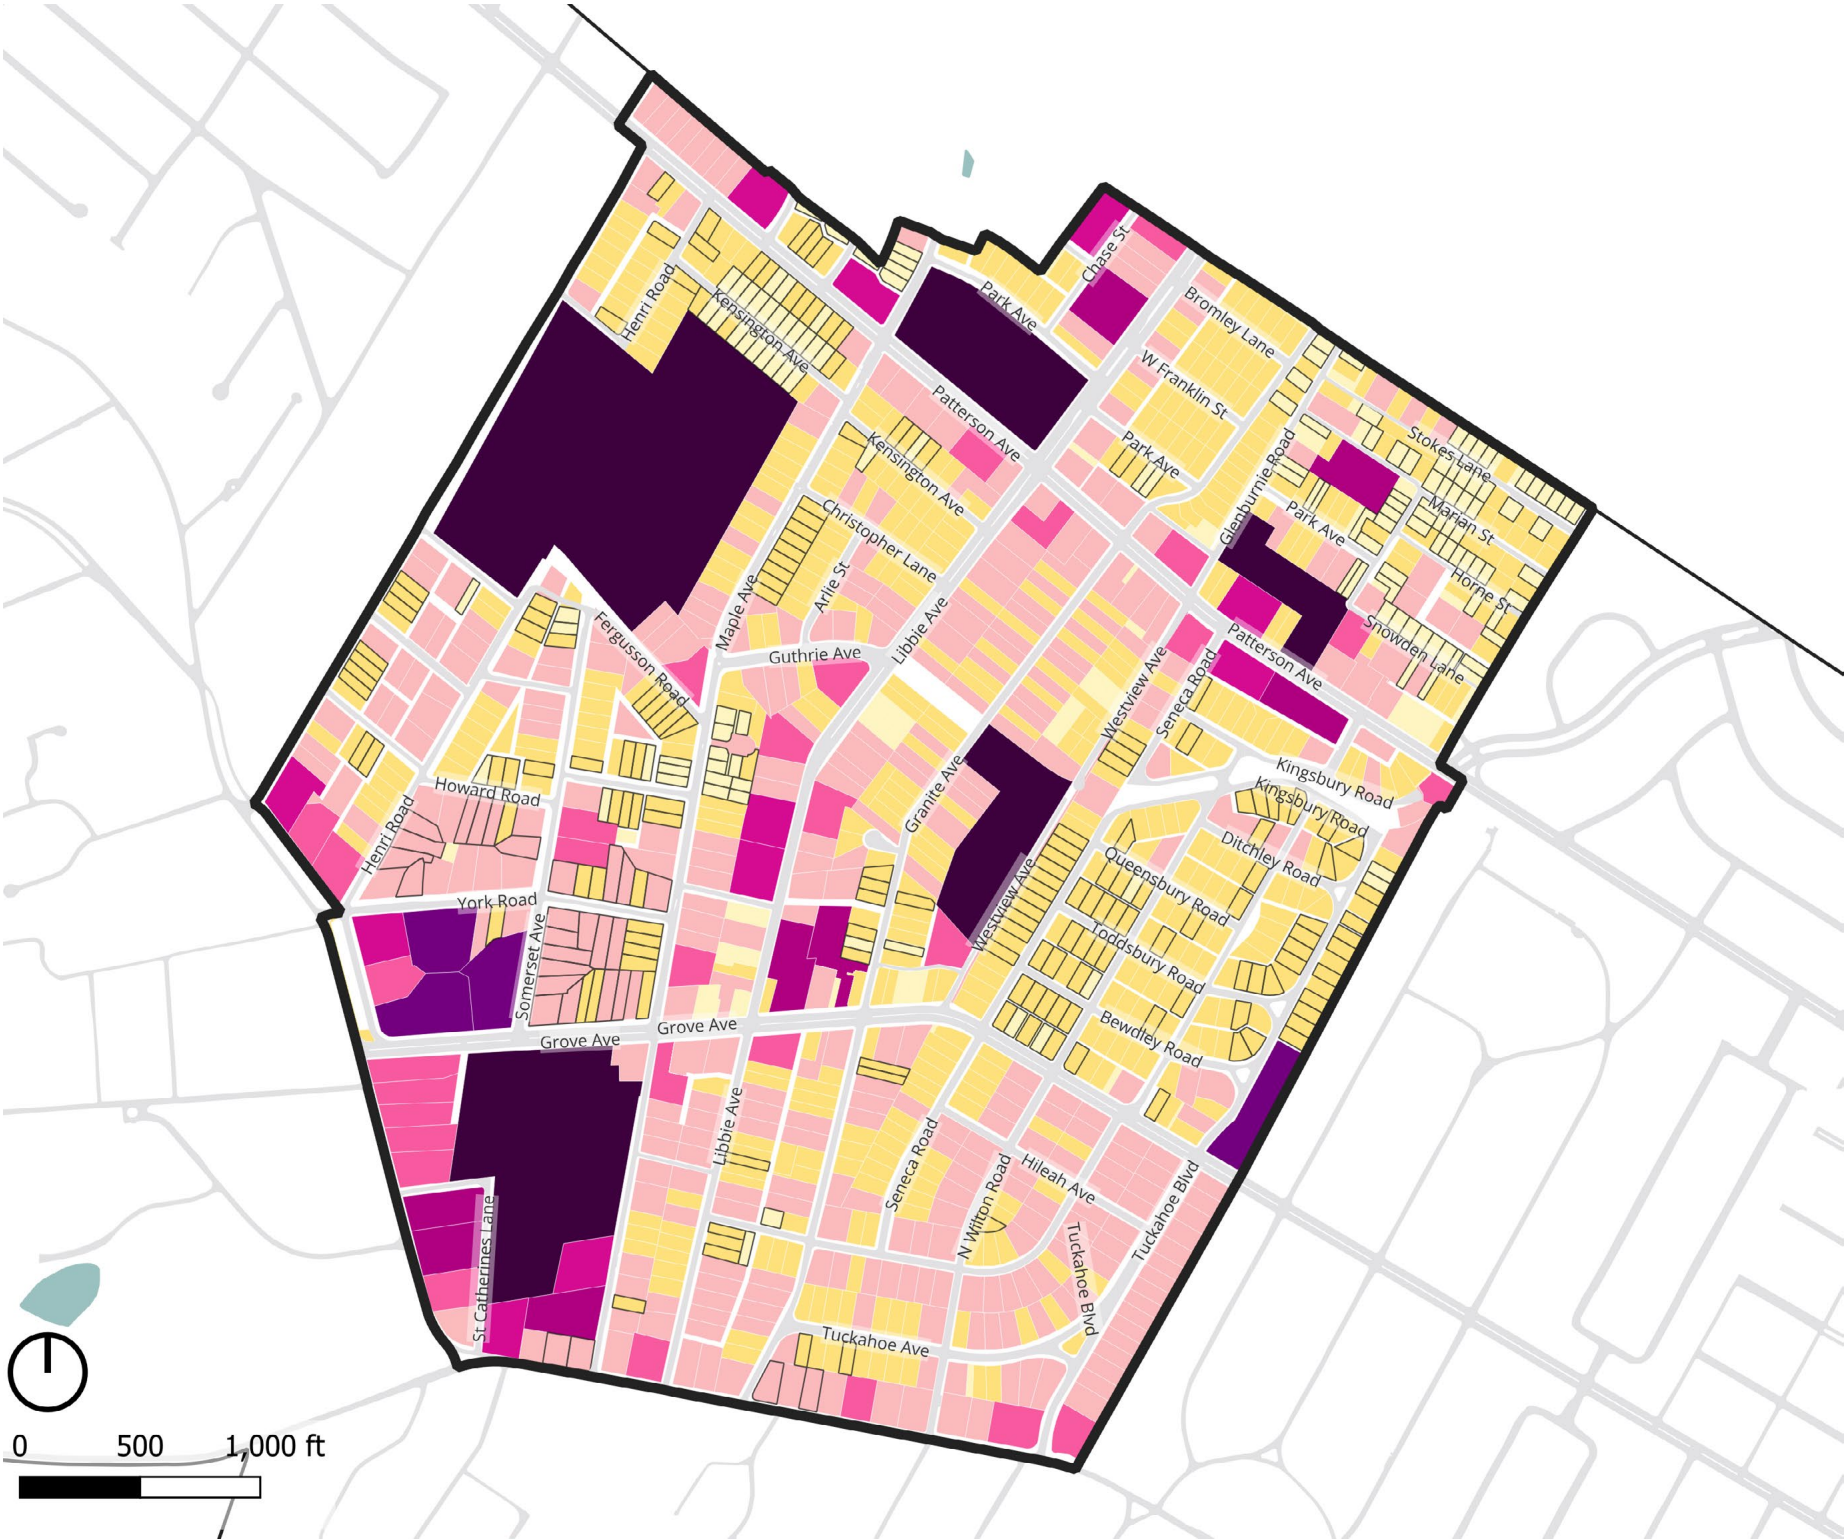 Chase St
Park Ave
Bromley Lane
Henri Road
Kensington Ave
W Franklin St
Patterson Ave
Park Ave
Stokes Lane
Kensington Ave
Glenburnie Road
Marian St
Park Ave
Christopher Lane
Horne St
Arlie St
Maple Ave
Libbie Ave
Fergusson Road
Snowden Lane
Guthrie Ave
Patterson Ave
Westview Ave
Seneca Road
Kingsbury Road
Kingsbury Road
Howard Road
Granite Ave
Henri Road
Ditchley Road
Queensbury Road
York Road
Westview Ave
Somerset Ave
Toddsbury Road
Grove Ave
Grove Ave
Bewdley Road
Libbie Ave
Seneca Road
Hileah Ave
N Wilton Road
Tuckahoe Blvd
St Catherines Lane
Tuckahoe Blvd
Tuckahoe Ave
0 500 1,000 ft